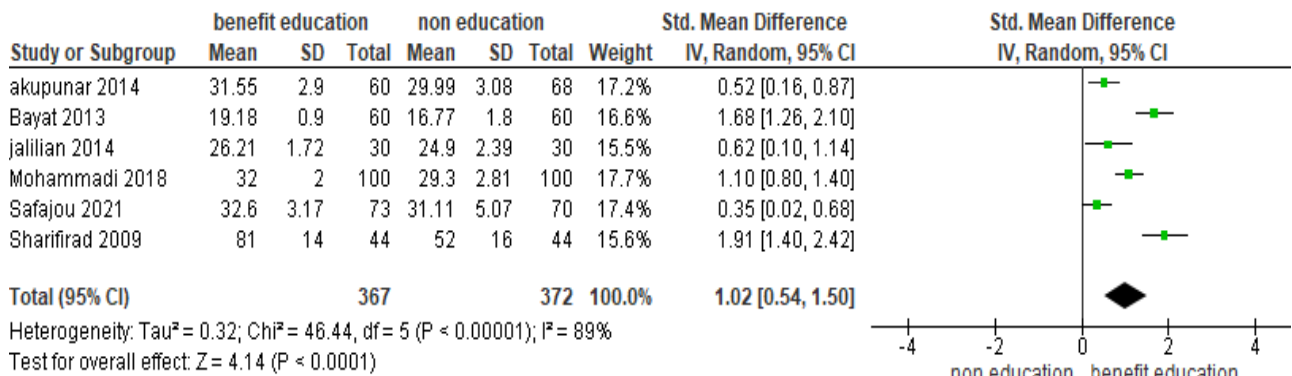 benefit education non education Std. Mean Difference Std. Mean Difference
Study or Subgroup Mean SD Total Mean SD Total Weight IV, Random, 95% CI IV, Random, 95% CI
akupunar 2014 31.55 2.9 60 29.99 3.08 68 17.2% 0.52 [0.16, 0.87]
Bayat 2013 19.18 0.9 60 16.77 1.8 60 16.6% 1.68 [1.26, 2.10]
jalilian 2014 26.21 1.72 30 24.9 2.39 30 15.5% 0.62 [0.10, 1.14]
Mohammadi 2018 32 2 100 29.3 2.81 100 17.7% 1.10 [0.80, 1.40]
Safajou 2021 32.6 3.17 73 31.11 5.07 70 17.4% 0.35 [0.02, 0.68]
Sharifirad 2009 81 14 44 52 16 44 15.6% 1.91 [1.40, 2.42]
Total (95% CI) 367 372 100.0% 1.02 [0.54, 1.50]
Heterogeneity: Tau² = 0.32; Chi² = 46.44, df = 5 (P < 0.00001); I² = 89%
Test for overall effect: Z = 4.14 (P < 0.0001)
-4 -2 0 2 4
non education benefit education